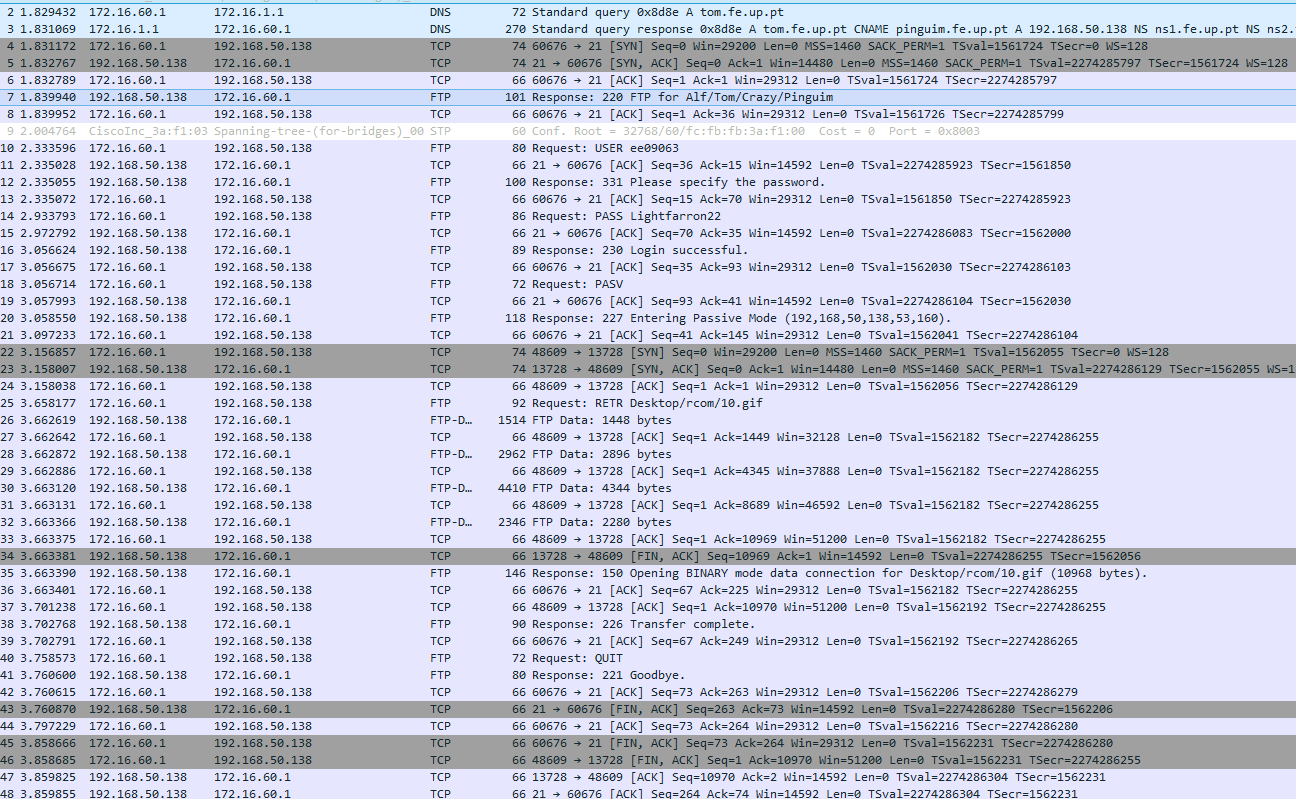 2 1.829432 172.16.60.1 172.16.1.1 DNS 72 Standard query 0x8d8e A tom.fe.up.pt
3 1.831069 172.16.1.1 172.16.60.1 DNS 270 Standard query response 0x8d8e A tom.fe.up.pt CNAME pinguim.fe.up.pt A 192.168.50.138 NS ns1.fe.up.pt NS ns2.
4 1.831172 172.16.60.1 192.168.50.138 TCP 74 60676 → 21 [SYN] Seq=0 Win=29200 Len=0 MSS=1460 SACK_PERM=1 TSval=1561724 TSecr=0 WS=128
5 1.832767 192.168.50.138 172.16.60.1 TCP 74 21 → 60676 [SYN, ACK] Seq=0 Ack=1 Win=14480 Len=0 MSS=1460 SACK_PERM=1 TSval=2274285797 TSecr=1561724 WS=128
6 1.832789 172.16.60.1 192.168.50.138 TCP 66 60676 → 21 [ACK] Seq=1 Ack=1 Win=29312 Len=0 TSval=1561724 TSecr=2274285797
7 1.839940 192.168.50.138 172.16.60.1 FTP 101 Response: 220 FTP for Alf/Tom/Crazy/Pinguim
8 1.839952 172.16.60.1 192.168.50.138 TCP 66 60676 → 21 [ACK] Seq=1 Ack=36 Win=29312 Len=0 TSval=1561726 TSecr=2274285799
9 2.004764 CiscoInc_3a:f1:03 Spanning-tree-(for-bridges)_00 STP 60 Conf. Root = 32768/60/fc:fb:fb:3a:f1:00 Cost = 0 Port = 0x8003
10 2.333596 172.16.60.1 192.168.50.138 FTP 80 Request: USER ee09063
11 2.335028 192.168.50.138 172.16.60.1 TCP 66 21 → 60676 [ACK] Seq=36 Ack=15 Win=14592 Len=0 TSval=2274285923 TSecr=1561850
12 2.335055 192.168.50.138 172.16.60.1 FTP 100 Response: 331 Please specify the password.
13 2.335072 172.16.60.1 192.168.50.138 TCP 66 60676 → 21 [ACK] Seq=15 Ack=70 Win=29312 Len=0 TSval=1561850 TSecr=2274285923
14 2.933793 172.16.60.1 192.168.50.138 FTP 86 Request: PASS Lightfarron22
15 2.972792 192.168.50.138 172.16.60.1 TCP 66 21 → 60676 [ACK] Seq=70 Ack=35 Win=14592 Len=0 TSval=2274286083 TSecr=1562000
16 3.056624 192.168.50.138 172.16.60.1 FTP 89 Response: 230 Login successful.
17 3.056675 172.16.60.1 192.168.50.138 TCP 66 60676 → 21 [ACK] Seq=35 Ack=93 Win=29312 Len=0 TSval=1562030 TSecr=2274286103
18 3.056714 172.16.60.1 192.168.50.138 FTP 72 Request: PASV
19 3.057993 192.168.50.138 172.16.60.1 TCP 66 21 → 60676 [ACK] Seq=93 Ack=41 Win=14592 Len=0 TSval=2274286104 TSecr=1562030
20 3.058550 192.168.50.138 172.16.60.1 FTP 118 Response: 227 Entering Passive Mode (192,168,50,138,53,160).
21 3.097233 172.16.60.1 192.168.50.138 TCP 66 60676 → 21 [ACK] Seq=41 Ack=145 Win=29312 Len=0 TSval=1562041 TSecr=2274286104
22 3.156857 172.16.60.1 192.168.50.138 TCP 74 48609 → 13728 [SYN] Seq=0 Win=29200 Len=0 MSS=1460 SACK_PERM=1 TSval=1562055 TSecr=0 WS=128
23 3.158007 192.168.50.138 172.16.60.1 TCP 74 13728 → 48609 [SYN, ACK] Seq=0 Ack=1 Win=14480 Len=0 MSS=1460 SACK_PERM=1 TSval=2274286129 TSecr=1562055 WS=1
24 3.158038 172.16.60.1 192.168.50.138 TCP 66 48609 → 13728 [ACK] Seq=1 Ack=1 Win=29312 Len=0 TSval=1562056 TSecr=2274286129
25 3.658177 172.16.60.1 192.168.50.138 FTP 92 Request: RETR Desktop/rcom/10.gif
26 3.662619 192.168.50.138 172.16.60.1 FTP-D… 1514 FTP Data: 1448 bytes
27 3.662642 172.16.60.1 192.168.50.138 TCP 66 48609 → 13728 [ACK] Seq=1 Ack=1449 Win=32128 Len=0 TSval=1562182 TSecr=2274286255
28 3.662872 192.168.50.138 172.16.60.1 FTP-D… 2962 FTP Data: 2896 bytes
29 3.662886 172.16.60.1 192.168.50.138 TCP 66 48609 → 13728 [ACK] Seq=1 Ack=4345 Win=37888 Len=0 TSval=1562182 TSecr=2274286255
30 3.663120 192.168.50.138 172.16.60.1 FTP-D… 4410 FTP Data: 4344 bytes
31 3.663131 172.16.60.1 192.168.50.138 TCP 66 48609 → 13728 [ACK] Seq=1 Ack=8689 Win=46592 Len=0 TSval=1562182 TSecr=2274286255
32 3.663366 192.168.50.138 172.16.60.1 FTP-D… 2346 FTP Data: 2280 bytes
33 3.663375 172.16.60.1 192.168.50.138 TCP 66 48609 → 13728 [ACK] Seq=1 Ack=10969 Win=51200 Len=0 TSval=1562182 TSecr=2274286255
34 3.663381 192.168.50.138 172.16.60.1 TCP 66 13728 → 48609 [FIN, ACK] Seq=10969 Ack=1 Win=14592 Len=0 TSval=2274286255 TSecr=1562056
35 3.663390 192.168.50.138 172.16.60.1 FTP 146 Response: 150 Opening BINARY mode data connection for Desktop/rcom/10.gif (10968 bytes).
36 3.663401 172.16.60.1 192.168.50.138 TCP 66 60676 → 21 [ACK] Seq=67 Ack=225 Win=29312 Len=0 TSval=1562182 TSecr=2274286255
37 3.701238 172.16.60.1 192.168.50.138 TCP 66 48609 → 13728 [ACK] Seq=1 Ack=10970 Win=51200 Len=0 TSval=1562192 TSecr=2274286255
38 3.702768 192.168.50.138 172.16.60.1 FTP 90 Response: 226 Transfer complete.
39 3.702791 172.16.60.1 192.168.50.138 TCP 66 60676 → 21 [ACK] Seq=67 Ack=249 Win=29312 Len=0 TSval=1562192 TSecr=2274286265
40 3.758573 172.16.60.1 192.168.50.138 FTP 72 Request: QUIT
41 3.760600 192.168.50.138 172.16.60.1 FTP 80 Response: 221 Goodbye.
42 3.760615 172.16.60.1 192.168.50.138 TCP 66 60676 → 21 [ACK] Seq=73 Ack=263 Win=29312 Len=0 TSval=1562206 TSecr=2274286279
43 3.760870 192.168.50.138 172.16.60.1 TCP 66 21 → 60676 [FIN, ACK] Seq=263 Ack=73 Win=14592 Len=0 TSval=2274286280 TSecr=1562206
44 3.797229 172.16.60.1 192.168.50.138 TCP 66 60676 → 21 [ACK] Seq=73 Ack=264 Win=29312 Len=0 TSval=1562216 TSecr=2274286280
45 3.858666 172.16.60.1 192.168.50.138 TCP 66 60676 → 21 [FIN, ACK] Seq=73 Ack=264 Win=29312 Len=0 TSval=1562231 TSecr=2274286280
46 3.858685 172.16.60.1 192.168.50.138 TCP 66 48609 → 13728 [FIN, ACK] Seq=1 Ack=10970 Win=51200 Len=0 TSval=1562231 TSecr=2274286255
47 3.859825 192.168.50.138 172.16.60.1 TCP 66 13728 → 48609 [ACK] Seq=10970 Ack=2 Win=14592 Len=0 TSval=2274286304 TSecr=1562231
48 3.859855 192.168.50.138 172.16.60.1 TCP 66 21 → 60676 [ACK] Seq=264 Ack=74 Win=14592 Len=0 TSval=2274286304 TSecr=1562231